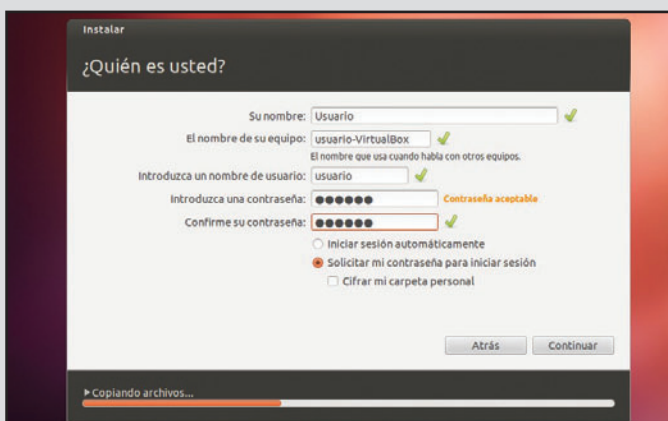 Instalar
¿Quién es usted?
Su nombre: Usuario
El nombre de su equipo: usuario-VirtualBox
El nombre que usa cuando habla con otros equipos.
Introduzca un nombre de usuario: usuario
Introduzca una contraseña: ●●●●●● Contraseña aceptable
Confirme su contraseña: ●●●●●●
Iniciar sesión automáticamente
Solicitar mi contraseña para iniciar sesión
Cifrar mi carpeta personal
Atrás Continuar
Copiando archivos...